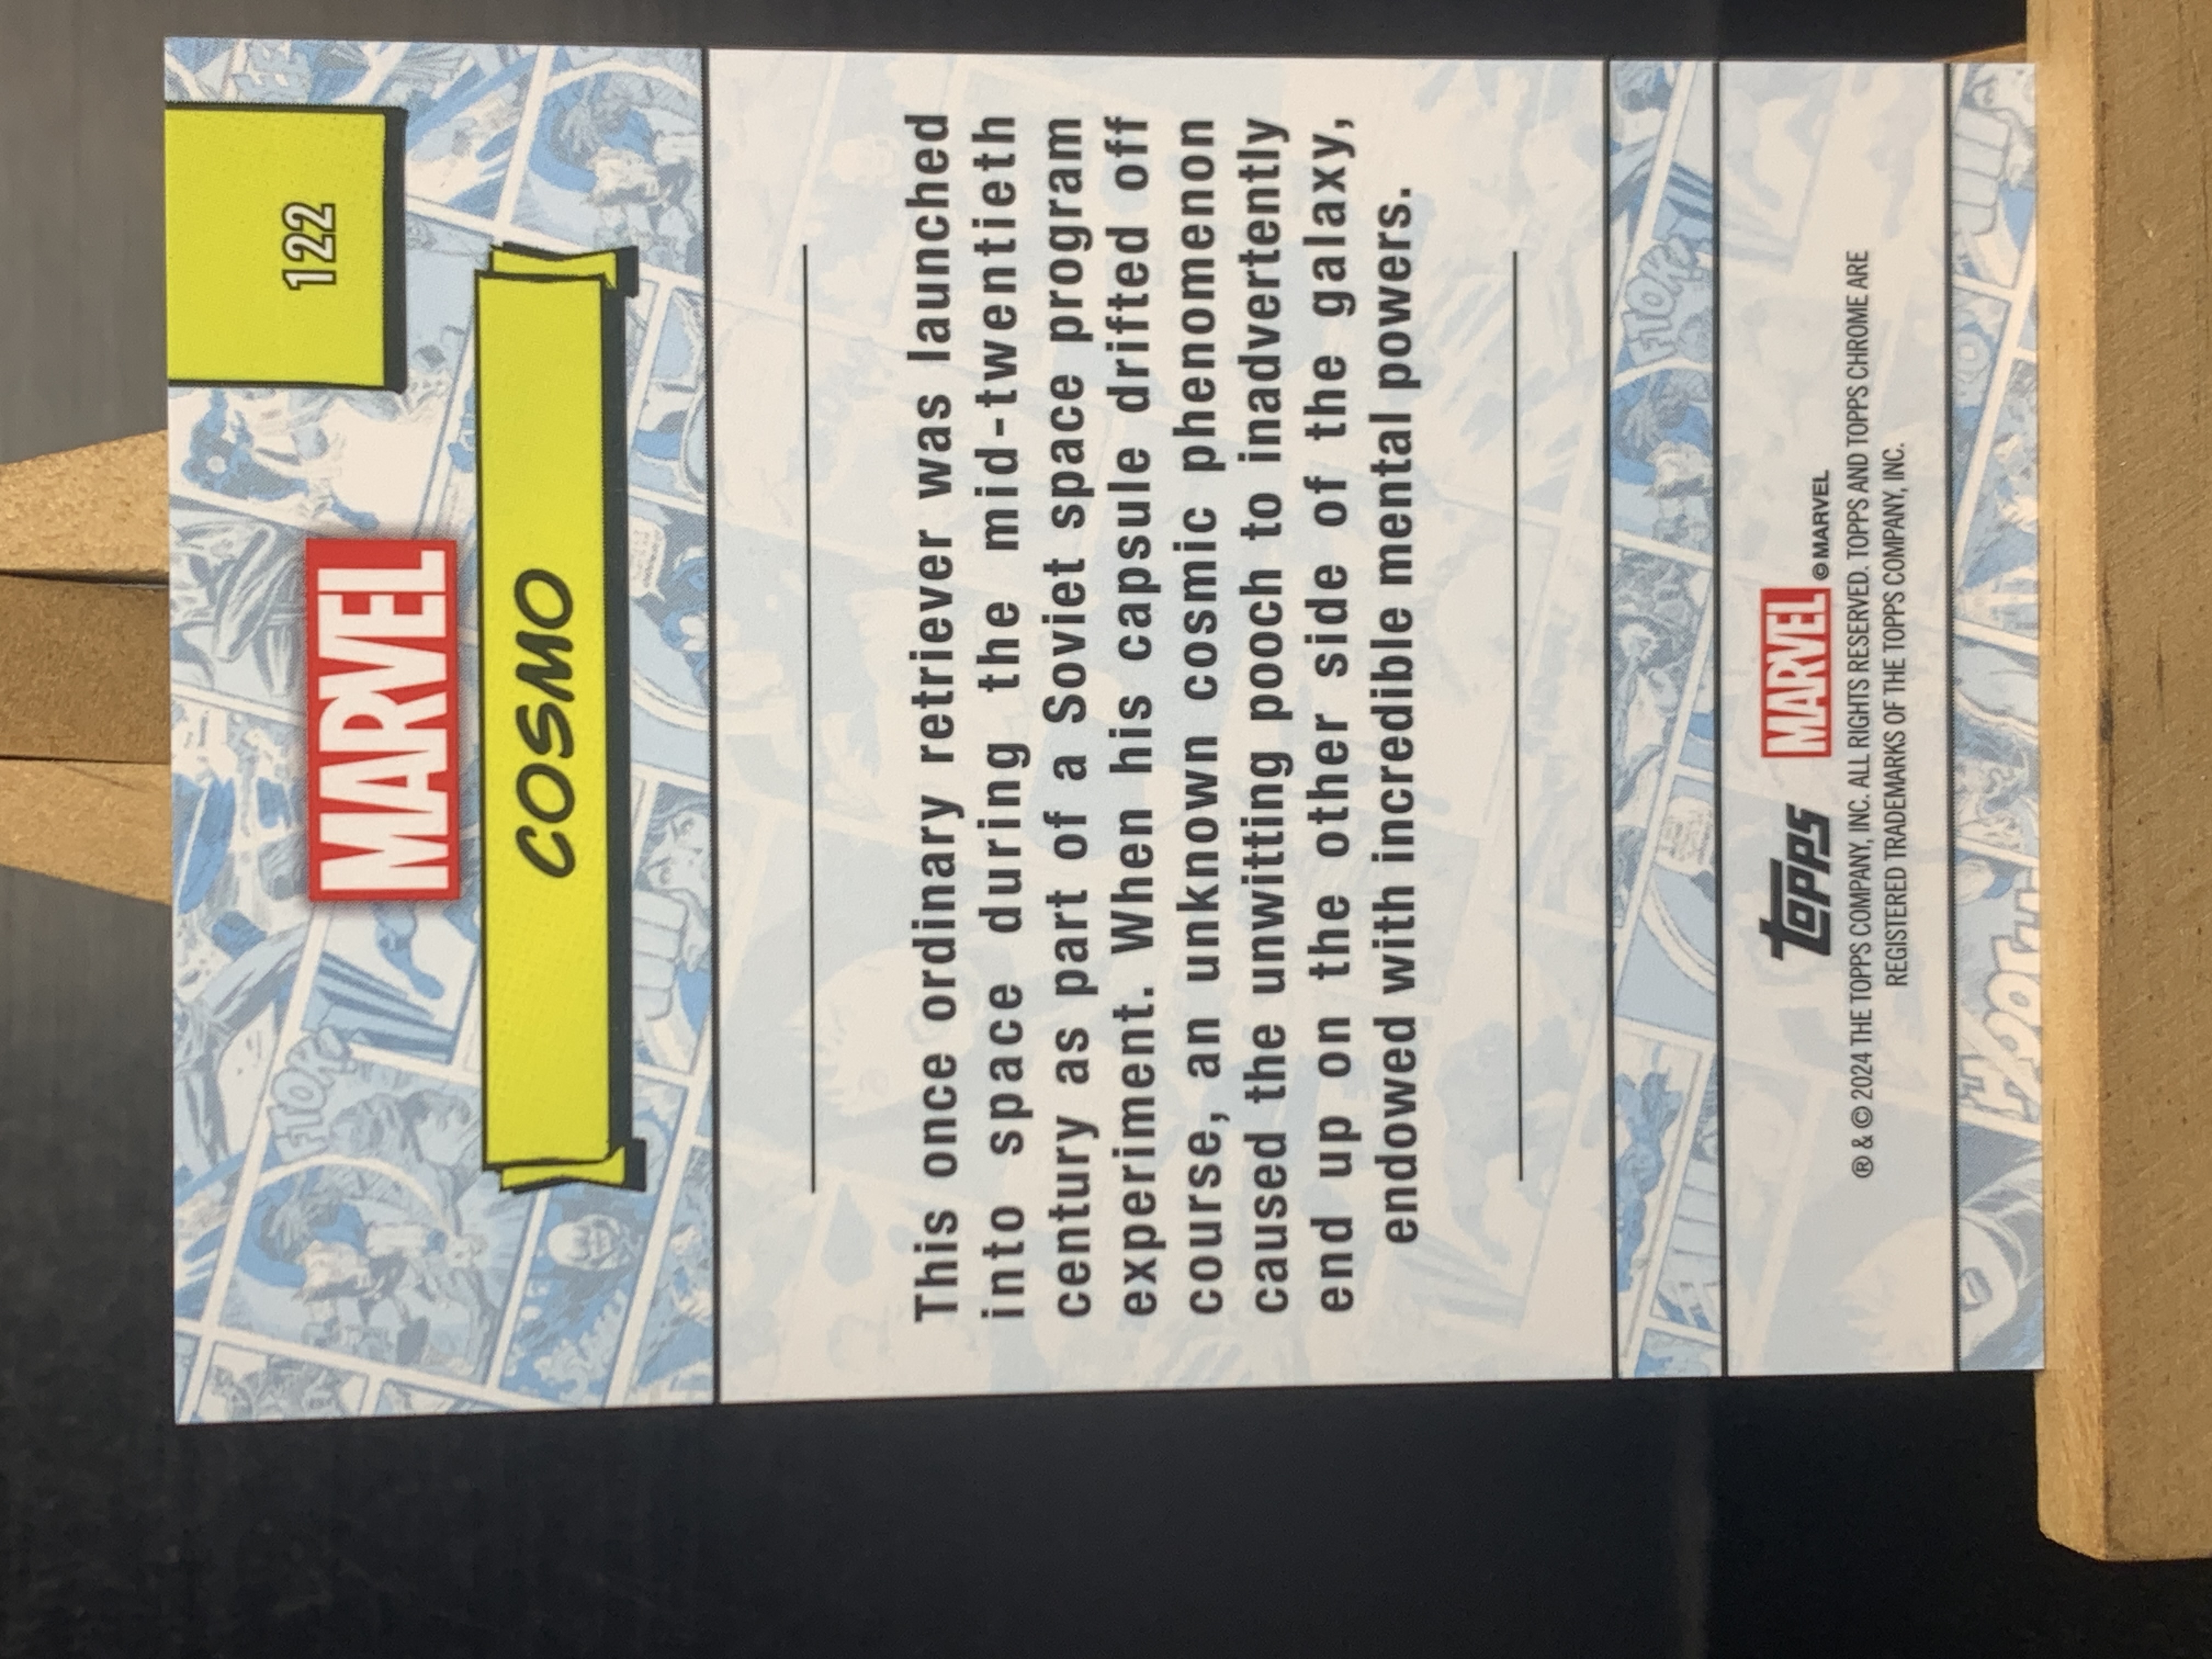 122
MARVEL
COSMO
This once ordinary retriever was launched
into space during the mid-twentieth
century as part of a Soviet space program
experiment. When his capsule drifted off
course, an unknown cosmic phenomenon
caused the unwitting pooch to inadvertently
end up on the other side of the galaxy,
endowed with incredible mental powers.
FTOK!
FTOK!
topps MARVEL © MARVEL
® & © 2024 THE TOPPS COMPANY, INC. ALL RIGHTS RESERVED. TOPPS AND TOPPS CHROME ARE
REGISTERED TRADEMARKS OF THE TOPPS COMPANY, INC.